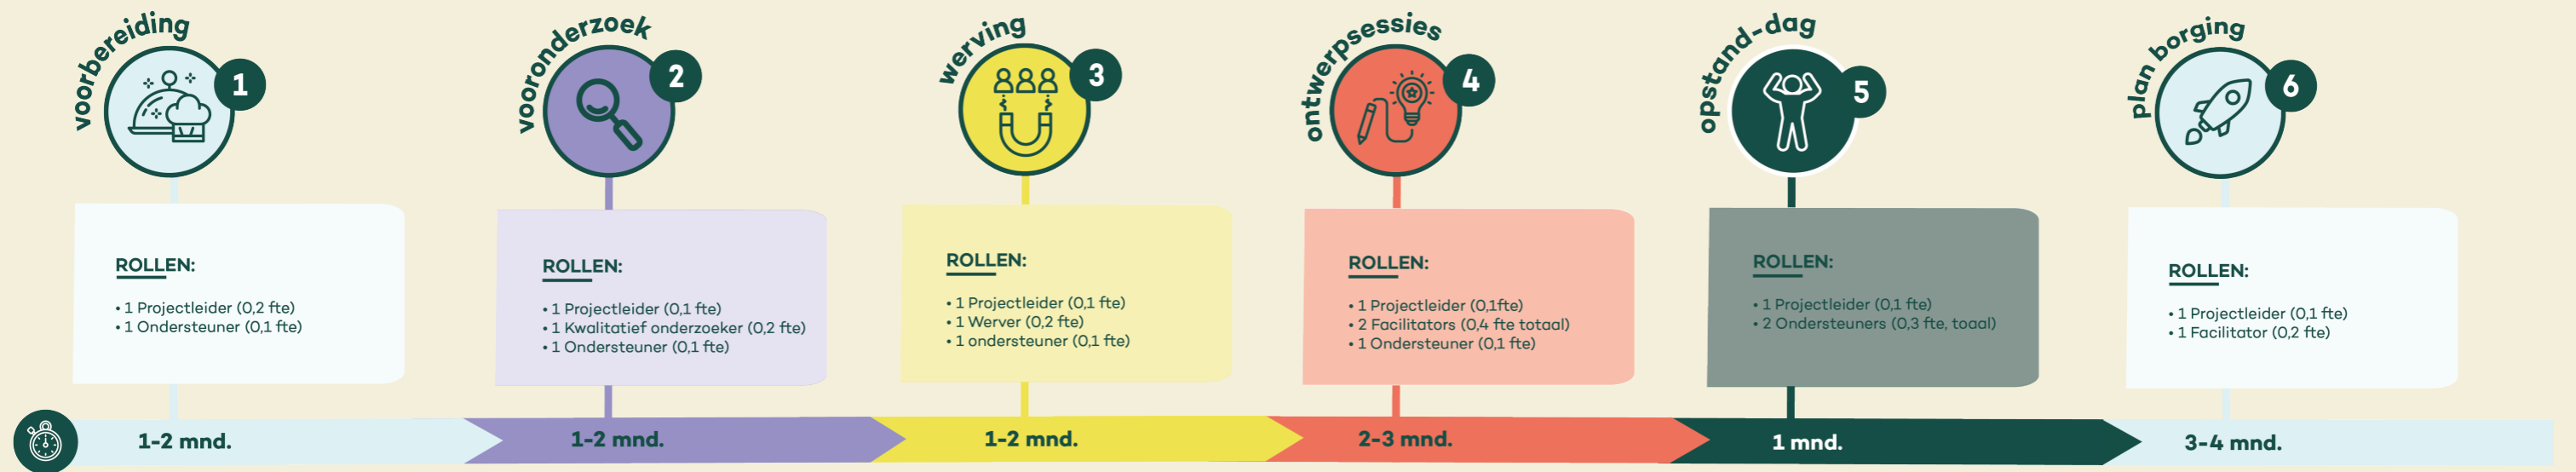 voorbereiding
1
ROLLEN:
• 1 Projectleider (0,2 fte)
• 1 Ondersteuner (0,1 fte)
1-2 mnd.
vooronderzoek
2
ROLLEN:
• 1 Projectleider (0,1 fte)
• 1 Kwalitatief onderzoeker (0,2 fte)
• 1 Ondersteuner (0,1 fte)
1-2 mnd.
werving
3
ROLLEN:
• 1 Projectleider (0,1 fte)
• 1 Werver (0,2 fte)
• 1 ondersteuner (0,1 fte)
1-2 mnd.
ontwerpsessies
4
ROLLEN:
• 1 Projectleider (0,1fte)
• 2 Facilitators (0,4 fte totaal)
• 1 Ondersteuner (0,1 fte)
2-3 mnd.
opstand-dag
5
ROLLEN:
• 1 Projectleider (0,1 fte)
• 2 Ondersteuners (0,3 fte, toaal)
1 mnd.
plan borging
6
ROLLEN:
• 1 Projectleider (0,1 fte)
• 1 Facilitator (0,2 fte)
3-4 mnd.